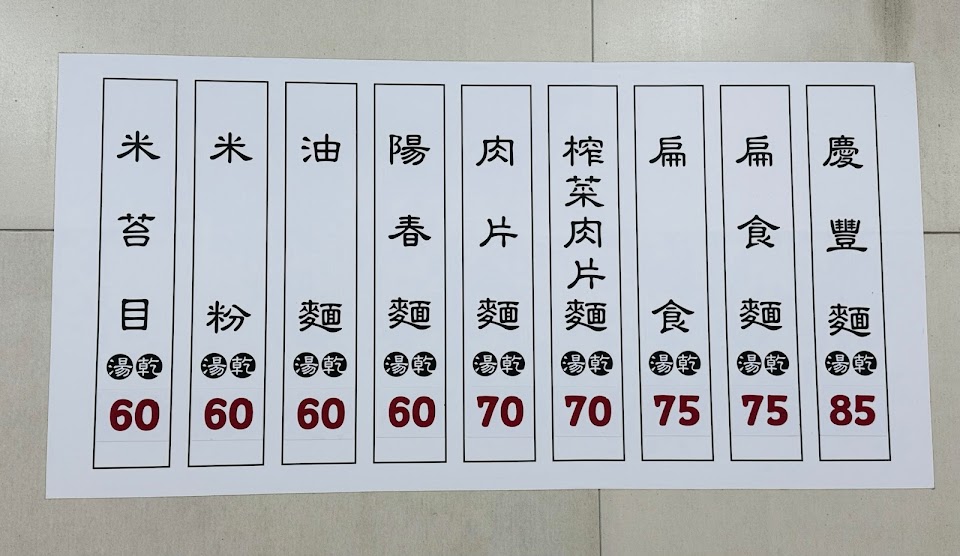 慶豐麵 湯乾 85
扁食麵 湯乾 75
扁食 湯乾 75
榨菜肉片麵 湯乾 70
肉片麵 湯乾 70
陽春麵 湯乾 60
油麵 湯乾 60
米粉 湯乾 60
米苔目 湯乾 60